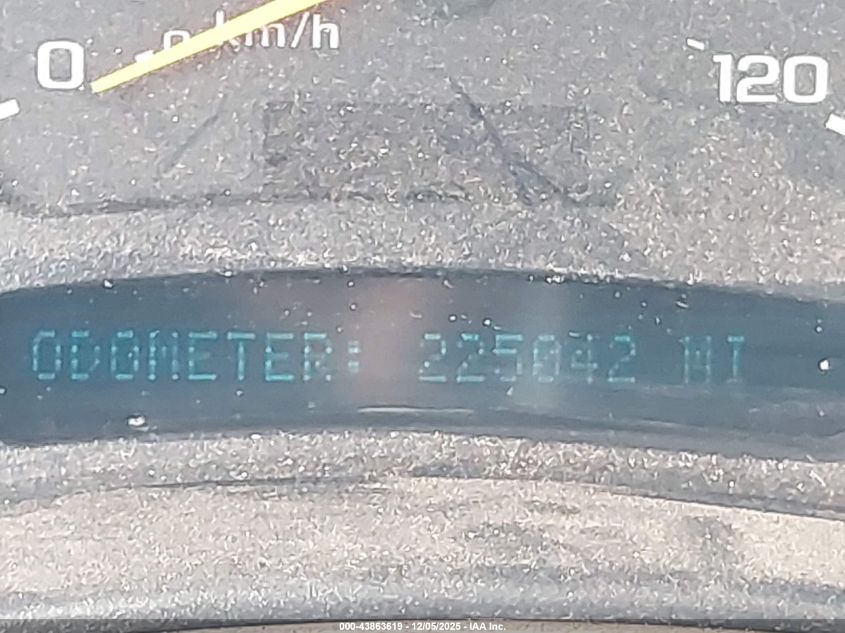 0
km/h
120
ODOMETER: 225042 MI
000-43863619 - 12/05/2025 - IAA Inc.